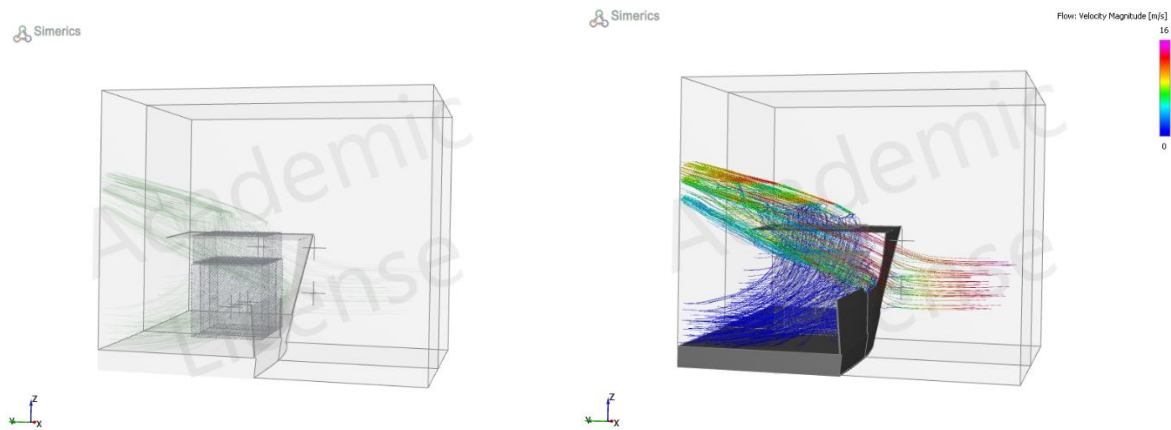 Simerics
Academic
License
Z
Y
X
Simerics
Flow: Velocity Magnitude [m/s]
16
0
Academic
License
Z
Y
X